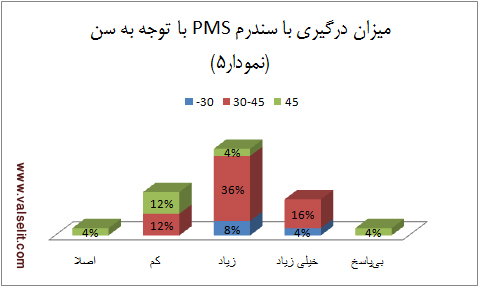 میزان درگیری با سندرم PMS با توجه به سن
(نمودار۵)
-30 30-45 45
4% 12% 12% 4% 36% 8% 16% 4% 4%
اصلا کم زیاد خیلی زیاد بی‌پاسخ
www.valselit.com